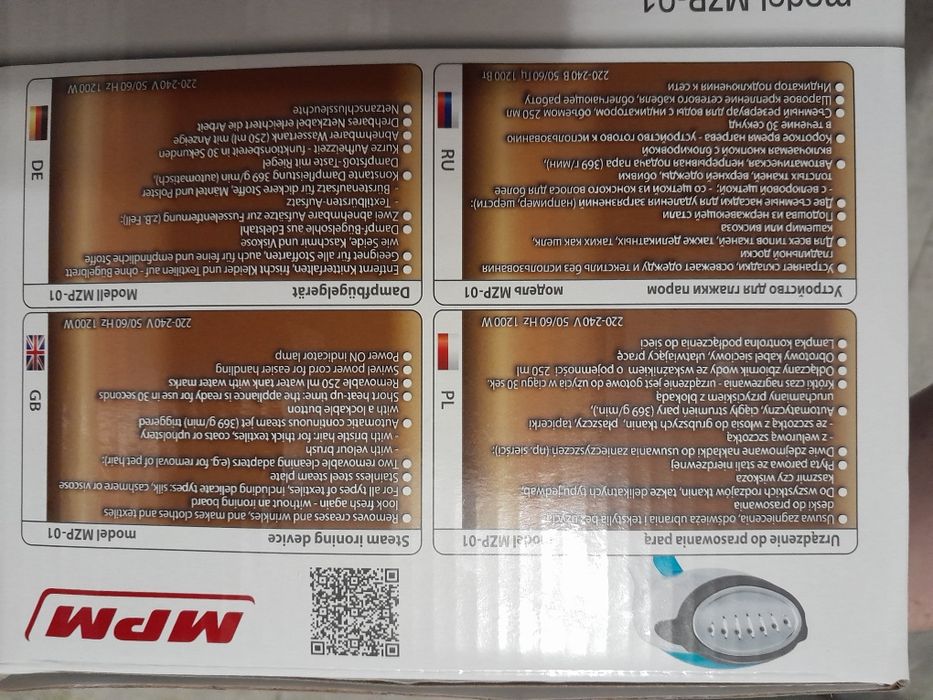 MPM
Urządzenie do prasowania parą model MZP-01
Usuwa zagniecenia, odświeża ubrania i tekstylia bez użycia
deski do prasowania
Do wszystkich rodzajów tkanin, także delikatnych typu jedwab,
kaszmir czy wiskoza
Płyta parowa ze stali nierdzewnej
Dwie zdejmowane nakładki do usuwania zanieczyszczeń (np. sierści):
- z welurową szczotką
- ze szczotką z włosia do grubszych tkanin, płaszczy, tapicerki
Automatyczny, ciągły strumień pary (369 g/min),
uruchamiany przyciskiem z blokadą
Krótki czas nagrzewania - urządzenie jest gotowe do użycia w ciągu 30 sek.
Odłączany zbiornik wody ze wskaźnikiem o pojemności 250 ml
Obrotowy kabel sieciowy, ułatwiający pracę
Lampka kontrolna podłączenia do sieci
220-240 V 50/60 Hz 1200 W
PL
Steam ironing device model MZP-01
Removes creases and wrinkles, and makes clothes and textiles
look fresh again - without an ironing board
For all types of textiles, including delicate types: silk, cashmere or viscose
Stainless steel steam plate
Two removable cleaning adapters (e.g. for removal of pet hair):
- with velour brush
- with bristle hair: for thick textiles, coats or upholstery
Automatic continuous steam jet (369 g/min) triggered
with a lockable button
Short heat-up time: the appliance is ready for use in 30 seconds
Removable 250 ml water tank with water marks
Swivel power cord for easier handling
Power ON indicator lamp
220-240 V 50/60 Hz 1200 W
GB
Устройство для глажки паром модель MZP-01
Устраняет складки, освежает одежду и текстиль без использования
гладильной доски
Для всех типов тканей, также деликатных, таких как шелк,
кашемир или вискоза
Подошва из нержавеющей стали
Две съемные насадки для удаления загрязнений (например, шерсти):
- с велюровой щеткой; - со щеткой из конского волоса для более
толстых тканей, верхней одежды, обивки
Автоматическая, непрерывная подача пара (369 г/мин),
включаемая кнопкой с блокировкой
Короткое время нагрева - устройство готово к использованию
в течение 30 секунд
Съемный резервуар для воды с индикатором, объемом 250 мл
Шаровое крепление сетевого кабеля, облегчающее работу
Индикатор подключения к сети
220-240 В 50/60 Гц 1200 Вт
RU
Dampfbügelgerät Modell MZP-01
Entfernt Knitterfalten, frischt Kleider und Textilien auf - ohne Bügelbrett
Geeignet für alle Stoffarten, auch für feine und empfindliche Stoffe
wie Seide, Kaschmir und Viskose
Dampf-Bügelsohle aus Edelstahl
Zwei abnehmbare Aufsätze zur Fusselentfernung (z.B. Fell):
- Textilbürsten-Aufsatz
- Bürstenaufsatz für dickere Stoffe, Mäntel und Polster
Konstante Dampfleistung 369 g/min (automatisch),
Dampfstoß-Taste mit Riegel
Kurze Aufheizzeit - funktionsbereit in 30 Sekunden
Abnehmbarer Wassertank (250 ml) mit Anzeige
Drehbares Netzkabel erleichtert die Arbeit
Netzanschlussleuchte
220-240 V 50/60 Hz 1200 W
DE
model MZP-01